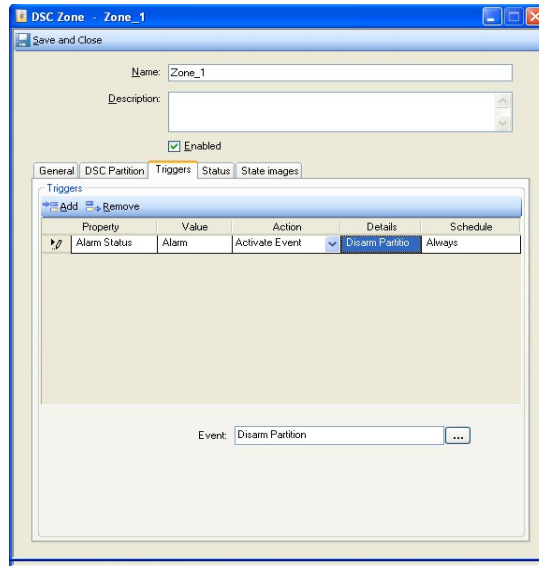 DSC Zone - Zone_1
Save and Close
Name: Zone_1
Description:
Enabled
General DSC Partition Triggers Status State images
Triggers
Add Remove
Property Value Action Details Schedule
Alarm Status Alarm Activate Event Disarm Partitio Always
Event: Disarm Partition ...